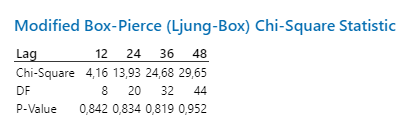 Modified Box-Pierce (Ljung-Box) Chi-Square Statistic
Lag 12 24 36 48
Chi-Square 4,16 13,93 24,68 29,65
DF 8 20 32 44
P-Value 0,842 0,834 0,819 0,952